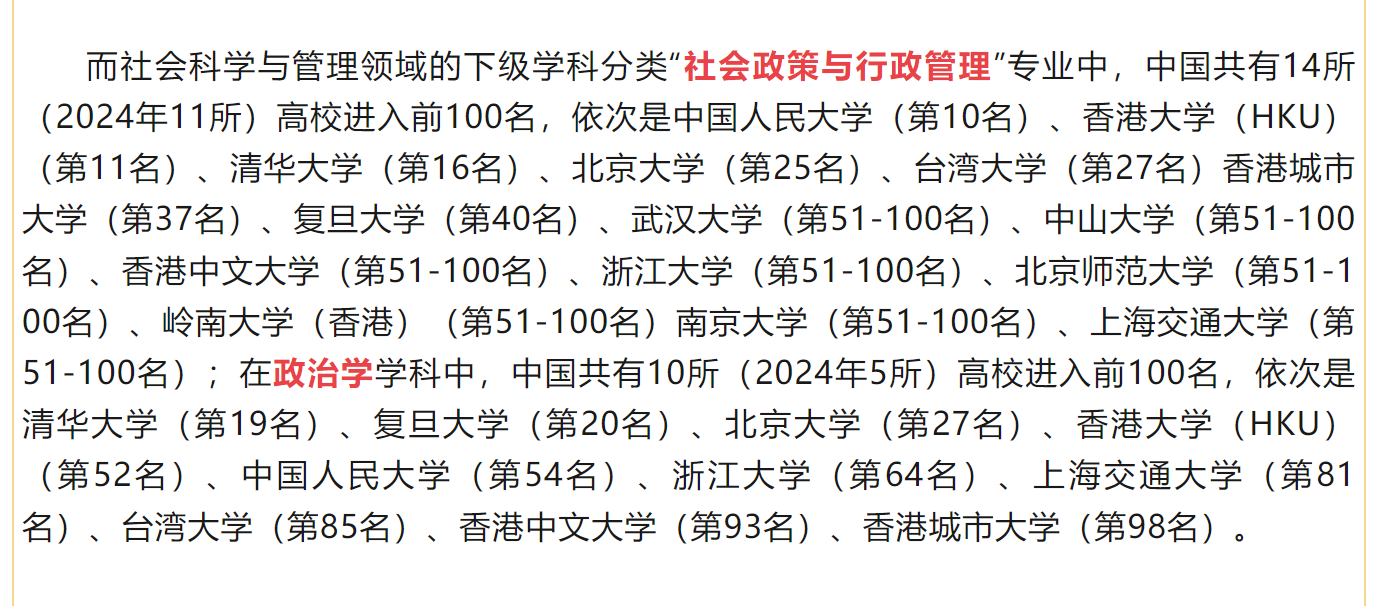 而社会科学与管理领域的下级学科分类“社会政策与行政管理”专业中，中国共有14所
（2024年11所）高校进入前100名，依次是中国人民大学（第10名）、香港大学（HKU）
（第11名）、清华大学（第16名）、北京大学（第25名）、台湾大学（第27名）香港城市
大学（第37名）、复旦大学（第40名）、武汉大学（第51-100名）、中山大学（第51-100
名）、香港中文大学（第51-100名）、浙江大学（第51-100名）、北京师范大学（第51-1
00名）、岭南大学（香港）（第51-100名）南京大学（第51-100名）、上海交通大学（第
51-100名）；在政治学学科中，中国共有10所（2024年5所）高校进入前100名，依次是
清华大学（第19名）、复旦大学（第20名）、北京大学（第27名）、香港大学（HKU）
（第52名）、中国人民大学（第54名）、浙江大学（第64名）、上海交通大学（第81
名）、台湾大学（第85名）、香港中文大学（第93名）、香港城市大学（第98名）。